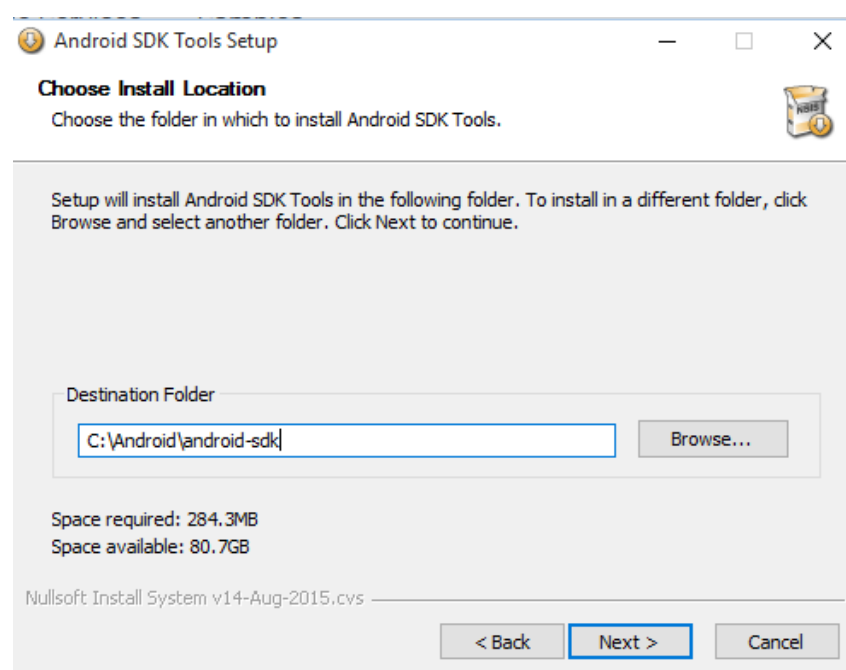 Android SDK Tools Setup
Choose Install Location
Choose the folder in which to install Android SDK Tools.
NSIS
Setup will install Android SDK Tools in the following folder. To install in a different folder, click
Browse and select another folder. Click Next to continue.
Destination Folder
C:\Android\android-sdk
Browse...
Space required: 284.3MB
Space available: 80.7GB
Nullsoft Install System v14-Aug-2015.cvs
< Back Next > Cancel